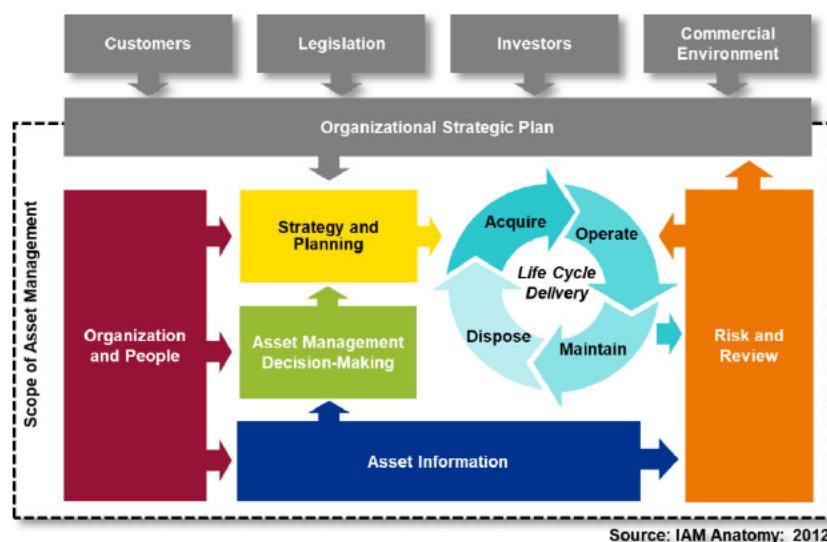 Customers
Legislation
Investors
Commercial
Environment
Organizational Strategic Plan
Scope of Asset Management
Organization
and People
Strategy and
Planning
Asset Management
Decision-Making
Asset Information
Acquire
Operate
Life Cycle
Delivery
Dispose
Maintain
Risk and
Review
Source: IAM Anatomy: 2012